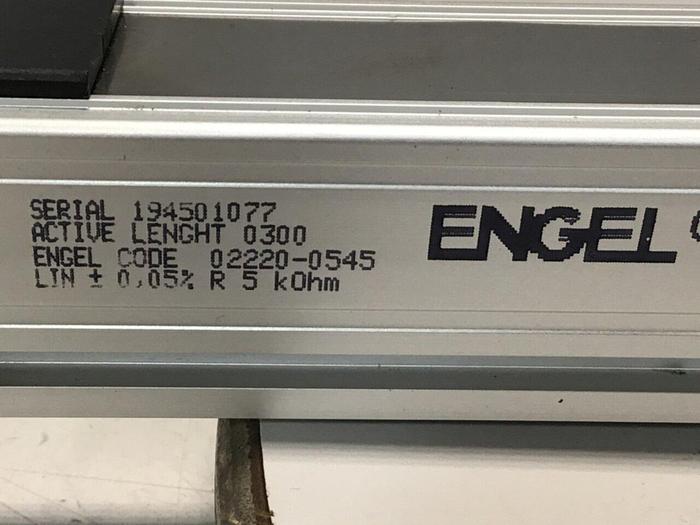 SERIAL 194501077
ACTIVE LENGHT 0300
ENGEL CODE 02220-0545
LIN ± 0,05% R 5 kOhm
ENGEL